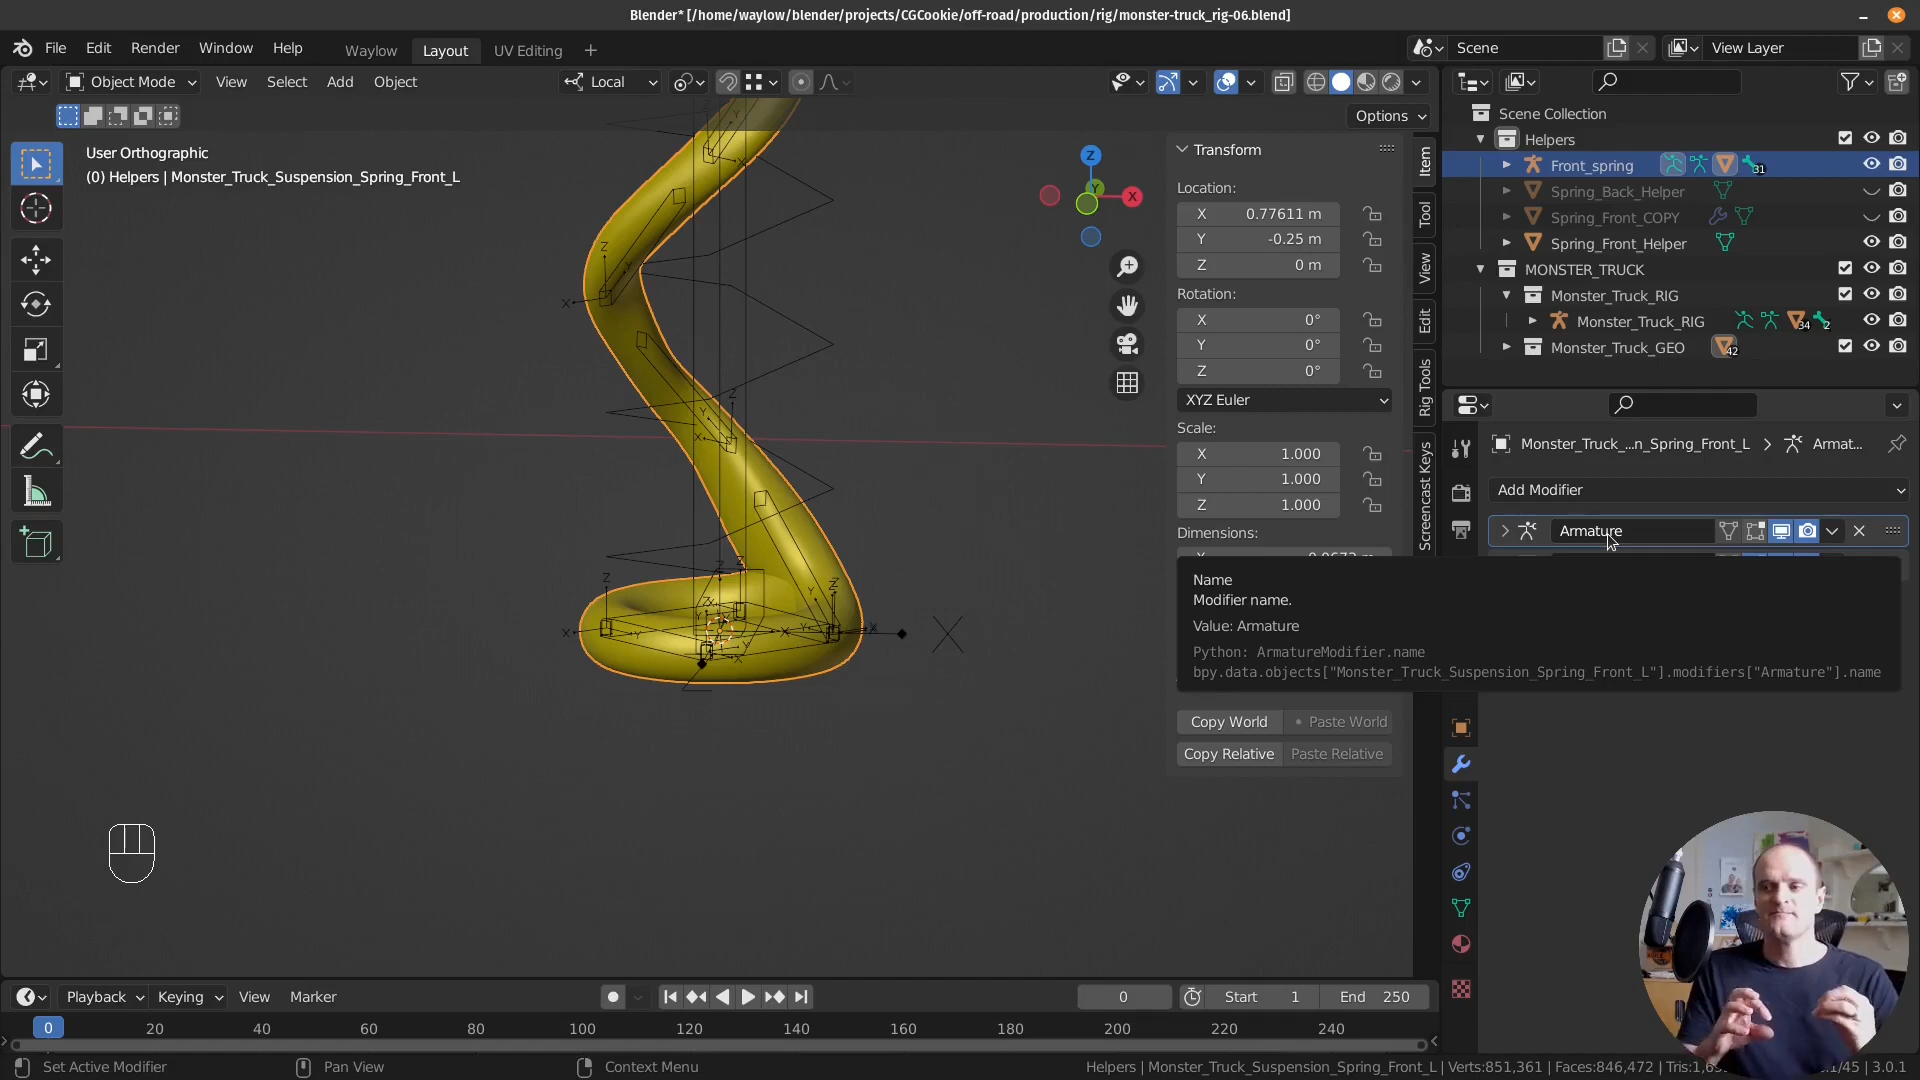 Blender* [/home/waylow/blender/projects/CGCookie/off-road/production/rig/monster-truck_rig-06.blend]
File Edit Render Window Help Waylow Layout UV Editing Scene View Layer
Object Mode View Select Add Object Local
Options
User Orthographic
(0) Helpers | Monster_Truck_Suspension_Spring_Front_L
Z
Y
X
Transform
Location:
X 0.77611 m
Y -0.25 m
Z 0 m
Rotation:
X 0°
Y 0°
Z 0°
XYZ Euler
Scale:
X 1.000
Y 1.000
Z 1.000
Dimensions:
Item
Tool
View
Edit
Rig Tools
Screencast Keys
Scene Collection
Helpers
Front_spring 31
Spring_Back_Helper
Spring_Front_COPY
Spring_Front_Helper
MONSTER_TRUCK
Monster_Truck_RIG
Monster_Truck_RIG 34 2
Monster_Truck_GEO 42
Monster_Truck_...n_Spring_Front_L Armat...
Add Modifier
Armature
Name
Modifier name.
Value: Armature
Python: ArmatureModifier.name
bpy.data.objects["Monster_Truck_Suspension_Spring_Front_L"].modifiers["Armature"].name
Copy World Paste World
Copy Relative Paste Relative
Playback Keying View Marker 0 Start 1 End 250
0 20 40 60 80 100 120 140 160 180 200 220 240
Set Active Modifier Pan View Context Menu Helpers | Monster_Truck_Suspension_Spring_Front_L | Verts:851,361 | Faces:846,472 | 3.0.1